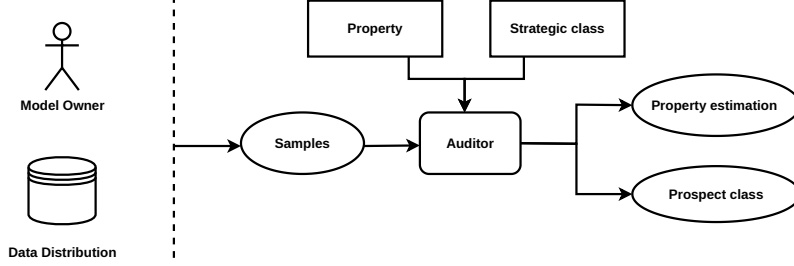 Property
Strategic class
Model Owner
Property estimation
Samples
Auditor
Prospect class
Data Distribution